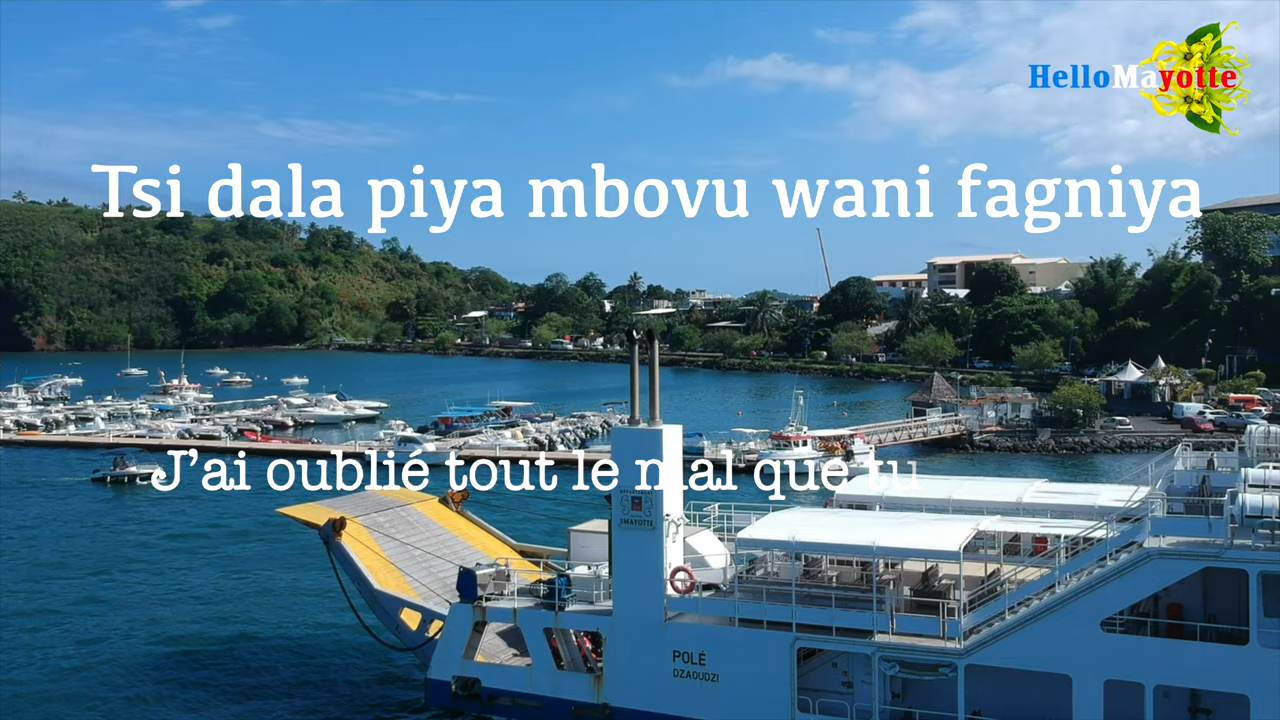 HelloMayotte
Tsi dala piya mbovu wani fagniya
J'ai oublié tout le mal que tu
DÉPARTEMENT
MAYOTTE
POLÉ
DZAOUDZI